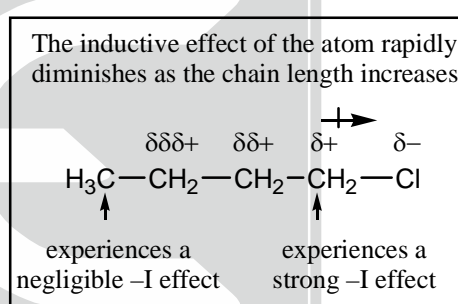 The inductive effect of the atom rapidly
diminishes as the chain length increases
δδδ+ δδ+ δ+ δ−
H₃C—CH₂—CH₂—CH₂—Cl
experiences a experiences a
negligible –I effect strong –I effect